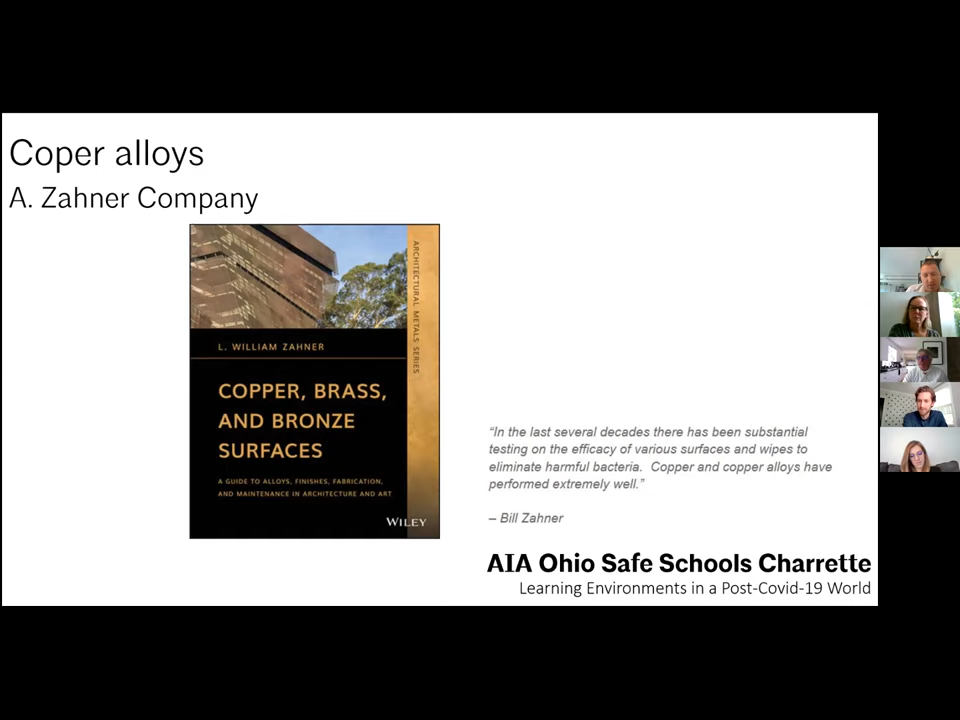 Coper alloys
A. Zahner Company
ARCHITECTURAL METALS SERIES
L. WILLIAM ZAHNER
COPPER, BRASS,
AND BRONZE
SURFACES
A GUIDE TO ALLOYS, FINISHES, FABRICATION,
AND MAINTENANCE IN ARCHITECTURE AND ART
WILEY
“In the last several decades there has been substantial
testing on the efficacy of various surfaces and wipes to
eliminate harmful bacteria.  Copper and copper alloys have
performed extremely well.”
– Bill Zahner
AIA Ohio Safe Schools Charrette
Learning Environments in a Post-Covid-19 World